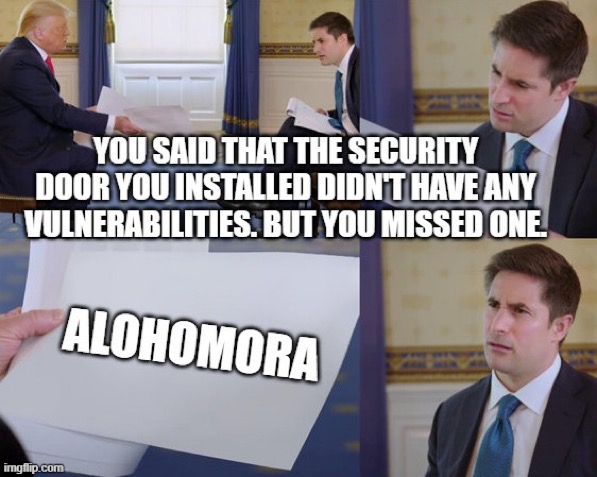 YOU SAID THAT THE SECURITY
DOOR YOU INSTALLED DIDN'T HAVE ANY
VULNERABILITIES. BUT YOU MISSED ONE.
ALOHOMORA
imgflip.com